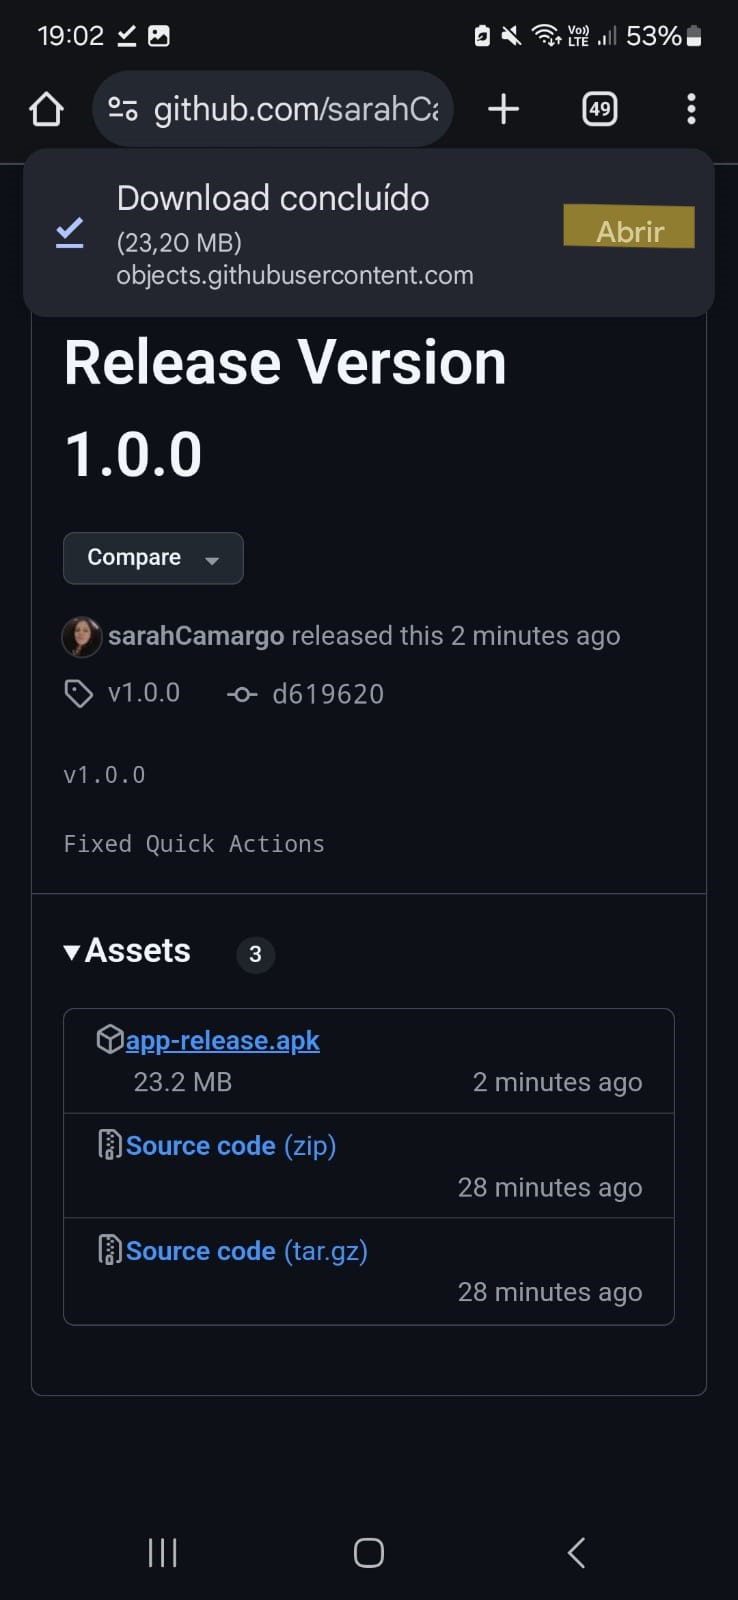 19:02
Vo))
LTE
53%
github.com/sarahCa
49
Download concluído
(23,20 MB)
Abrir
objects.githubusercontent.com
Release Version
1.0.0
Compare
sarahCamargo released this 2 minutes ago
v1.0.0 d619620
v1.0.0
Fixed Quick Actions
Assets 3
app-release.apk
23.2 MB 2 minutes ago
Source code (zip)
28 minutes ago
Source code (tar.gz)
28 minutes ago